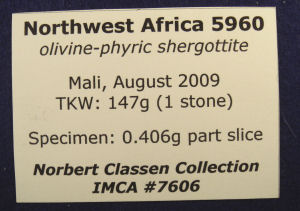 Northwest Africa 5960
olivine-phyric shergottite
Mali, August 2009
TKW: 147g (1 stone)
Specimen: 0.406g part slice
Norbert Classen Collection
IMCA #7606